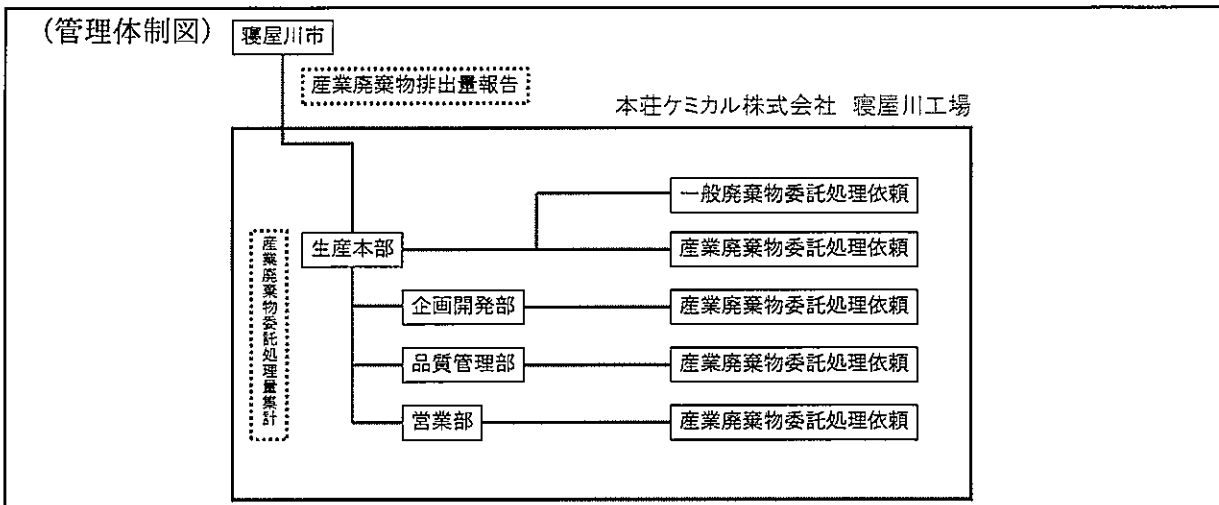 (管理体制図)
寝屋川市
産業廃棄物排出量報告
本荘ケミカル株式会社 寝屋川工場
一般廃棄物委託処理依頼
産業廃棄物委託処理量集計
生産本部
産業廃棄物委託処理依頼
企画開発部
産業廃棄物委託処理依頼
品質管理部
産業廃棄物委託処理依頼
営業部
産業廃棄物委託処理依頼